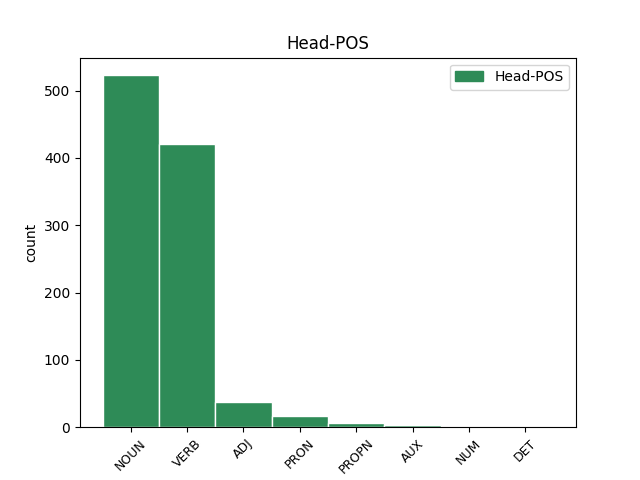 Head-POS
Head-POS
500
400
300
200
100
0
count
NOUN
VERB
ADJ
PRON
PROPN
AUX
NUM
DET